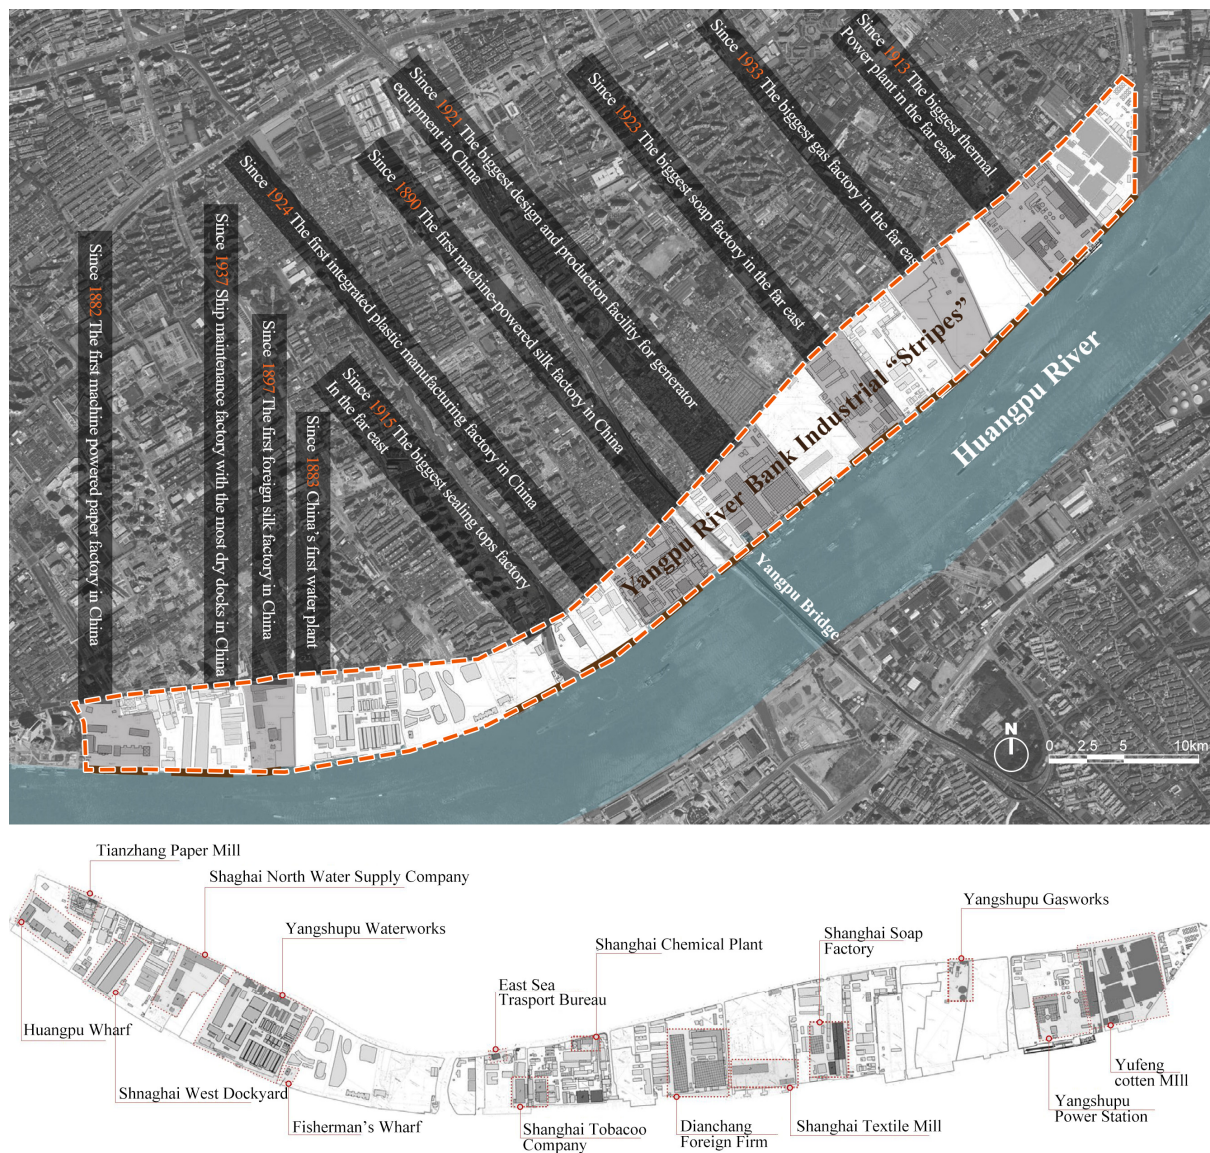 Since 1882 The first machine powered paper factory in China
Since 1937 Ship maintenance factory with the most dry docks in China
Since 1897 The first foreign silk factory in China
Since 1883 China's first water plant
Since 1915 The biggest scaling tops factory
In the far east
Since 1924 The first integrated plastic manufacturing factory in China
Since 1890 The first machine-powered silk factory in China
Since 1921 The biggest design and production facility for generator
equipment in China
Since 1923 The biggest soap factory in the far east
Since 1933 The biggest gas factory in the far east
Since 1913 The biggest thermal
Power plant in the far east
Yangpu River Bank Industrial “Stripes”
Huangpu River
Yangpu Bridge
N
0 2.5 5 10km
Tianzhang Paper Mill
Shaghai North Water Supply Company
Yangshupu Waterworks
East Sea
Trasport Bureau
Shanghai Chemical Plant
Shanghai Soap
Factory
Yangshupu Gasworks
Huangpu Wharf
Shnaghai West Dockyard
Fisherman’s Wharf
Shanghai Tobacoo
Company
Dianchang
Foreign Firm
Shanghai Textile Mill
Yangshupu
Power Station
Yufeng
cotten MIll